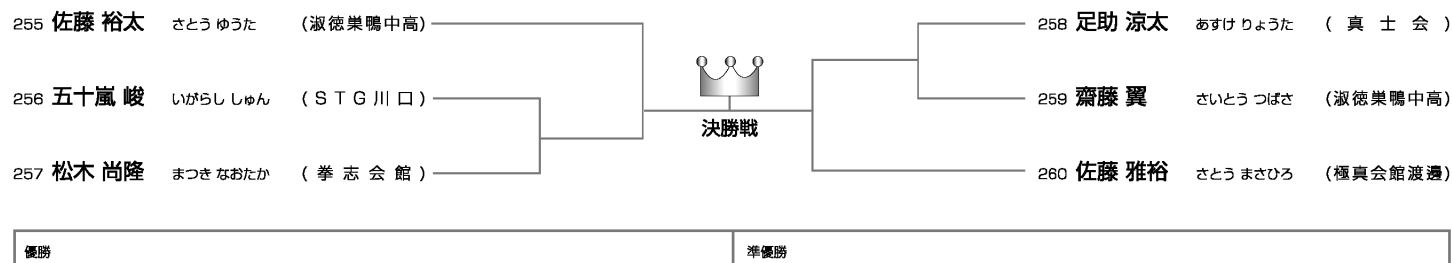 255 佐藤 裕太 さとう ゆうた (淑徳巣鴨中高)
256 五十嵐 峻 いがらし しゅん (STG川口)
257 松木 尚隆 まつき なおたか (拳志会館)
決勝戦
258 足助 涼太 あすけ りょうた (真士会)
259 齋藤 翼 さいとう つばさ (淑徳巣鴨中高)
260 佐藤 雅裕 さとう まさひろ (極真会館渡邊)
優勝
準優勝